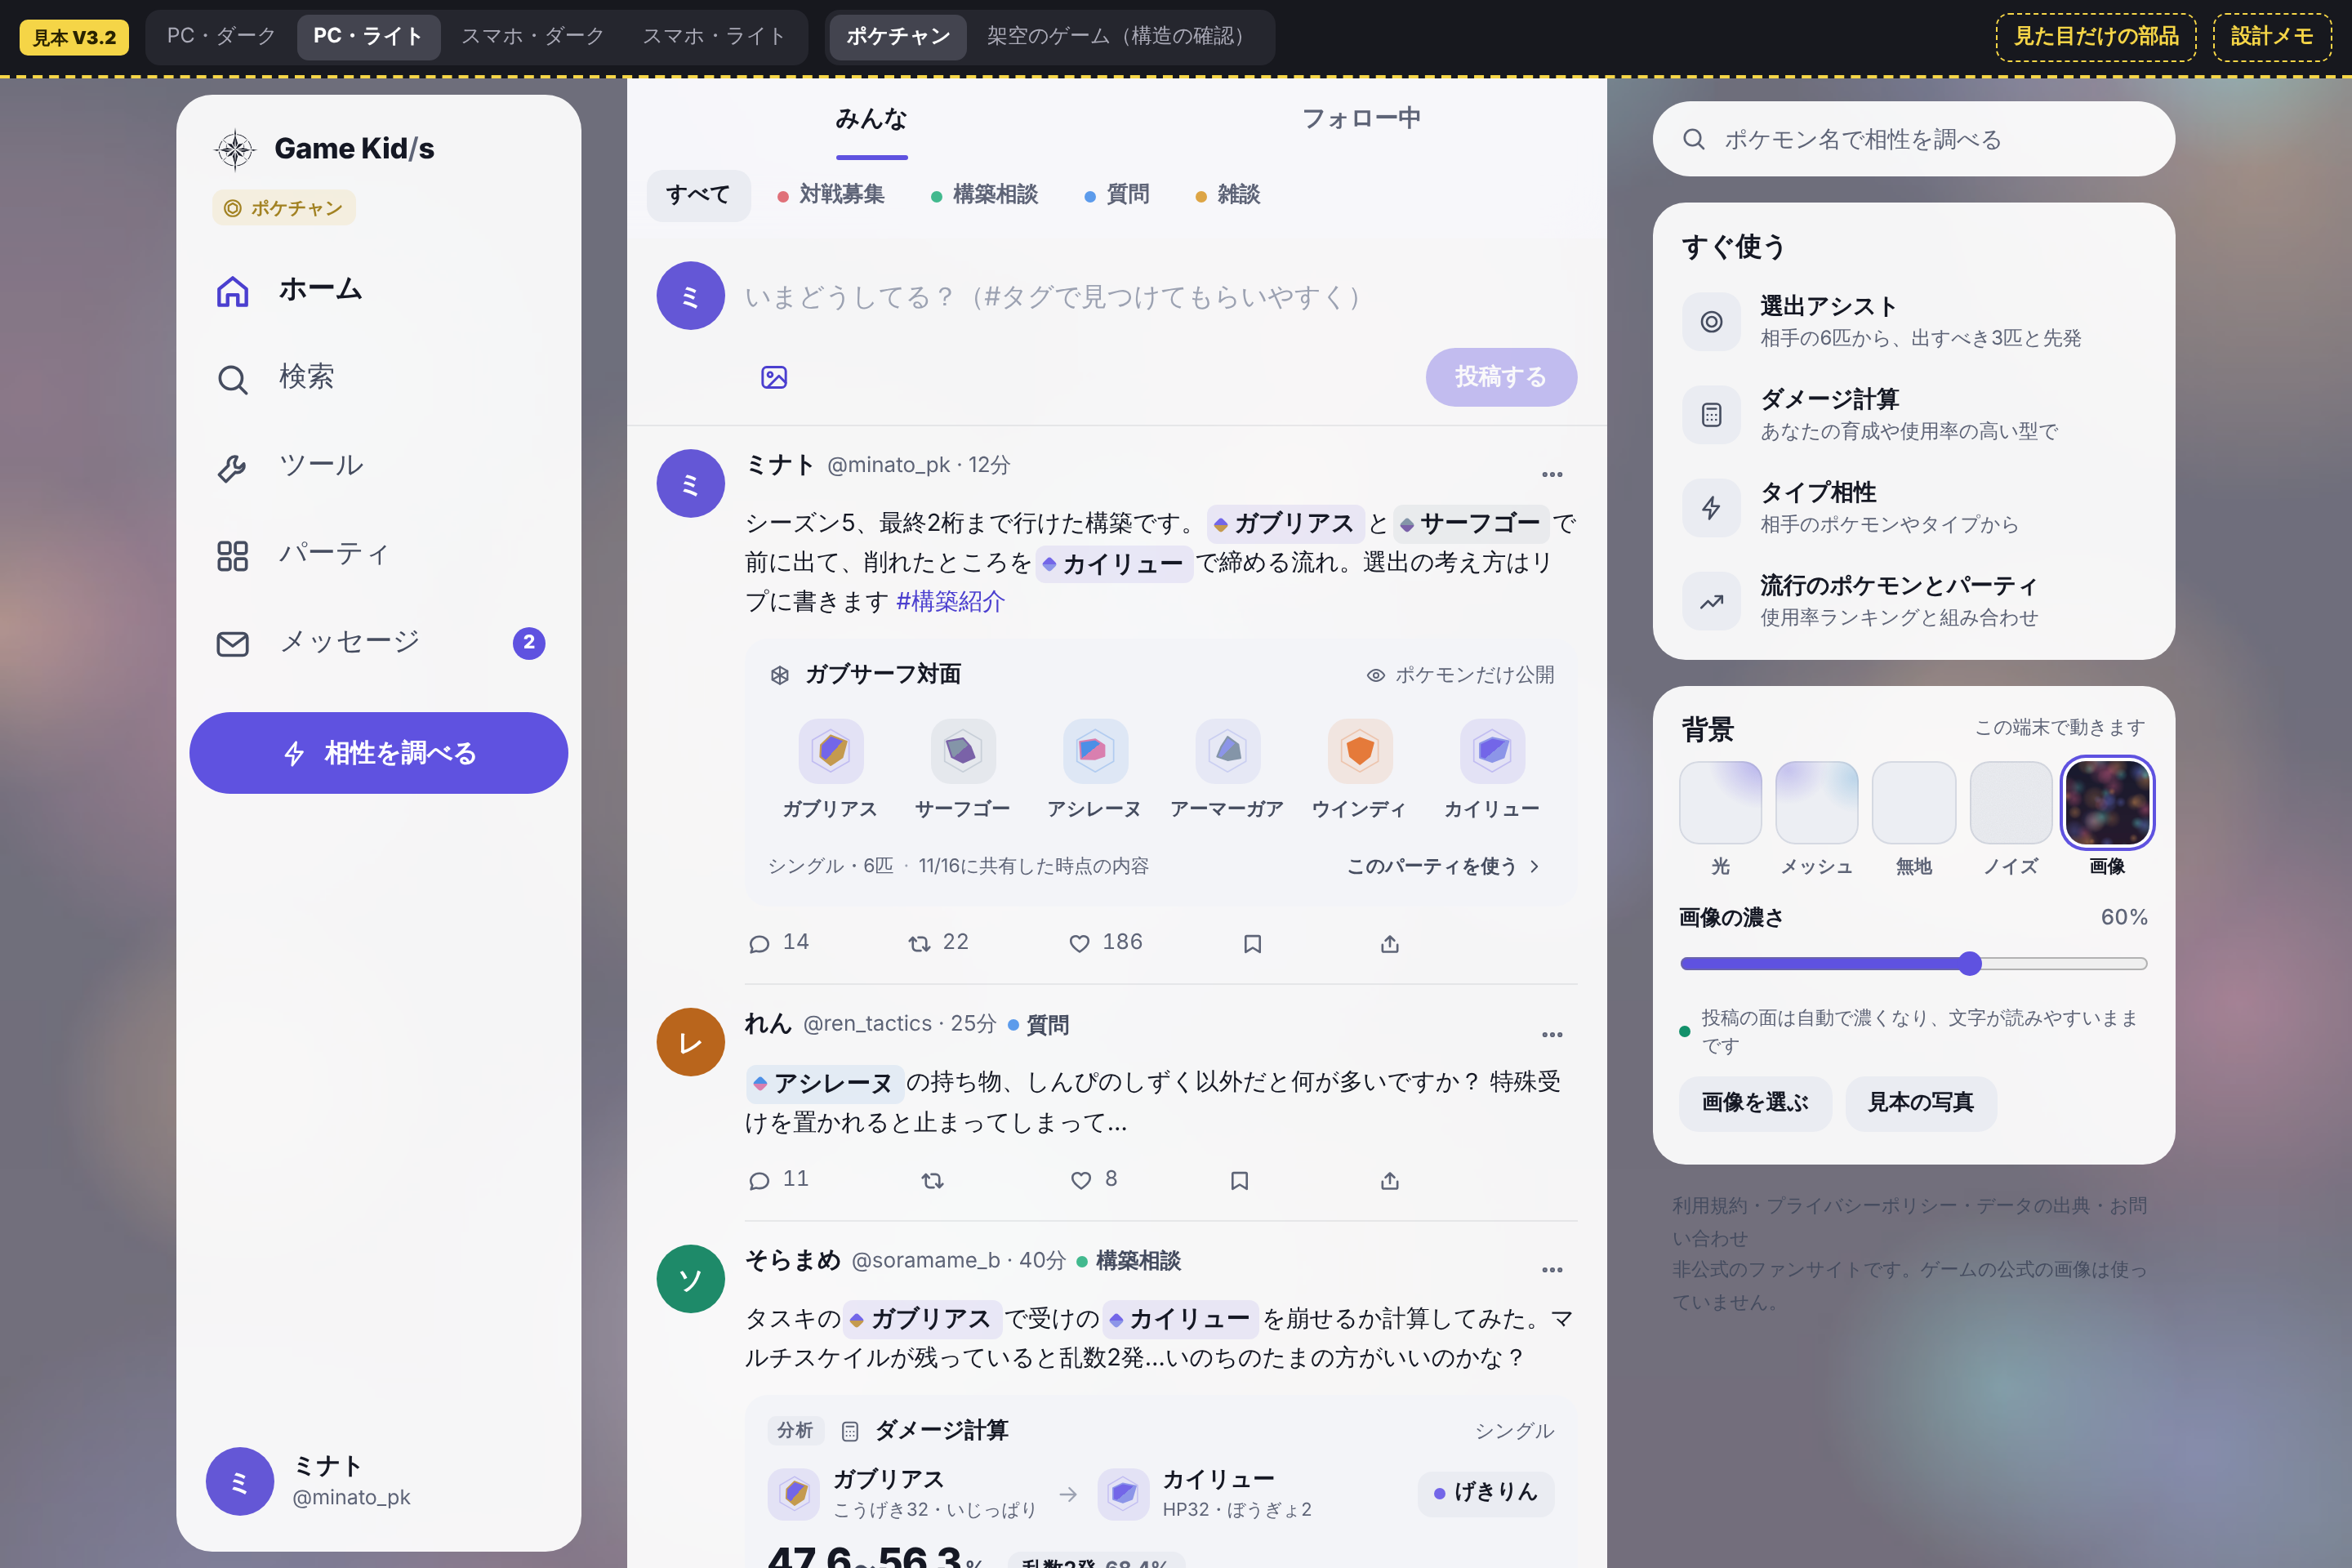 見本 V3.2
PC・ダーク
PC・ライト
スマホ・ダーク
スマホ・ライト
ポケチャン
架空のゲーム（構造の確認）
見た目だけの部品
設計メモ
Game Kid/s
ポケチャン
ホーム
検索
ツール
パーティ
メッセージ
2
相性を調べる
ミ
ミナト
@minato_pk
みんな
フォロー中
すべて
対戦募集
構築相談
質問
雑談
ミ
いまどうしてる？（#タグで見つけてもらいやすく）
投稿する
ミ
ミナト @minato_pk · 12分
シーズン5、最終2桁まで行けた構築です。 ガブリアス と サーフゴー で
前に出て、削れたところを カイリュー で締める流れ。選出の考え方はリ
プに書きます #構築紹介
ガブサーフ対面
ポケモンだけ公開
ガブリアス
サーフゴー
アシレーヌ
アーマーガア
ウインディ
カイリュー
シングル・6匹 · 11/16に共有した時点の内容
このパーティを使う
14
22
186
レ
れん @ren_tactics · 25分 質問
アシレーヌ の持ち物、しんぴのしずく以外だと何が多いですか？ 特殊受
けを置かれると止まってしまって…
11
8
ソ
そらまめ @soramame_b · 40分 構築相談
タスキの ガブリアス で受けの カイリュー を崩せるか計算してみた。マ
ルチスケイルが残っていると乱数2発…いのちのたまの方がいいのかな？
分析
ダメージ計算
シングル
ガブリアス
こうげき32・いじっぱり
カイリュー
HP32・ぼうぎょ2
げきりん
47.6〜56.3%
乱数2発 68.4%
ポケモン名で相性を調べる
すぐ使う
選出アシスト
相手の6匹から、出すべき3匹と先発
ダメージ計算
あなたの育成や使用率の高い型で
タイプ相性
相手のポケモンやタイプから
流行のポケモンとパーティ
使用率ランキングと組み合わせ
背景
この端末で動きます
光
メッシュ
無地
ノイズ
画像
画像の濃さ
60%
投稿の面は自動で濃くなり、文字が読みやすいまま
です
画像を選ぶ
見本の写真
利用規約・プライバシーポリシー・データの出典・お問
い合わせ
非公式のファンサイトです。ゲームの公式の画像は使っ
ていません。